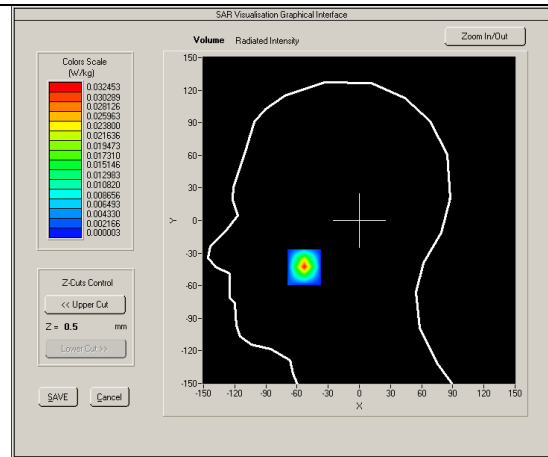 SAR Visualisation Graphical Interface
Volume Radiated Intensity
Zoom In/Out
Colors Scale
(W/kg)
0.032453
0.030289
0.028126
0.025963
0.023800
0.021636
0.019473
0.017310
0.015146
0.012983
0.010820
0.008656
0.006493
0.004330
0.002166
0.000003
Z-Cuts Control
<< Upper Cut
Z = 0.5 mm
Lower Cut >>
SAVE Cancel
150
120
90
60
30
0
-30
-60
-90
-120
-150
Y
-150 -120 -90 -60 -30 0 30 60 90 120 150
X